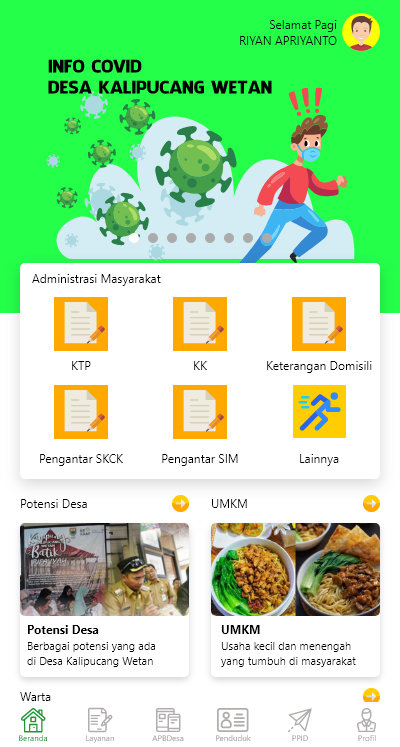 Selamat Pagi
RIYAN APRIYANTO
INFO COVID
DESA KALIPUCANG WETAN
Administrasi Masyarakat
KTP
KK
Keterangan Domisili
Pengantar SKCK
Pengantar SIM
Lainnya
Potensi Desa
UMKM
Batik
Potensi Desa
Berbagai potensi yang ada
di Desa Kalipucang Wetan
UMKM
Usaha kecil dan menengah
yang tumbuh di masyarakat
Warta
Beranda
Layanan
APBDesa
Penduduk
PPID
Profil